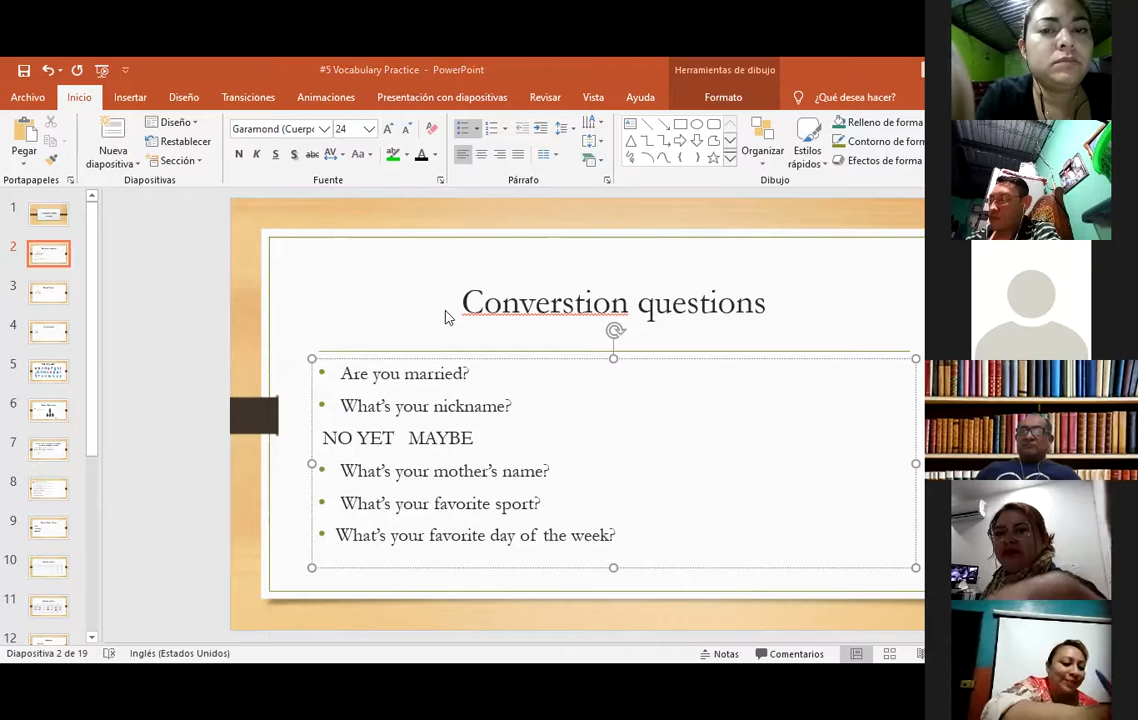 #5 Vocabulary Practice - PowerPoint
Herramientas de dibujo
Archivo Inicio Insertar Diseño Transiciones Animaciones Presentación con diapositivas Revisar Vista Ayuda Formato ¿Qué desea hacer?
Pegar
Nueva diapositiva
Diseño
Restablecer
Sección
Garamond (Cuerp 24
N K S S abc AV Aa A
Organizar
Estilos rápidos
Relleno de forma
Contorno de form
Efectos de forma
Portapapeles Diapositivas Fuente Párrafo Dibujo
1
2
3
4
5
6
7
8
9
10
11
12
Converstion questions
• Are you married?
• What's your nickname?
NO YET MAYBE
• What's your mother's name?
• What's your favorite sport?
• What's your favorite day of the week?
Diapositiva 2 de 19 Inglés (Estados Unidos) Notas Comentarios